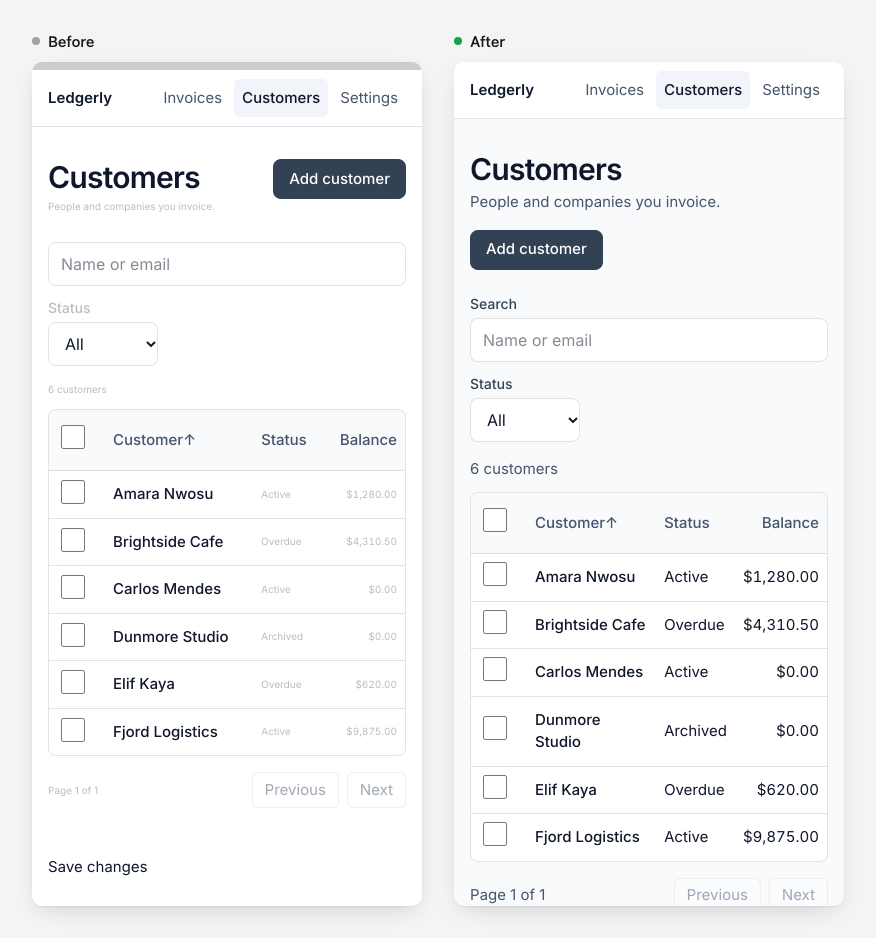 Before
Ledgerly Invoices Customers Settings
Customers
Add customer
People and companies you invoice.
Name or email
Status
All
6 customers
Customer↑ Status Balance
Amara Nwosu Active $1,280.00
Brightside Cafe Overdue $4,310.50
Carlos Mendes Active $0.00
Dunmore Studio Archived $0.00
Elif Kaya Overdue $620.00
Fjord Logistics Active $9,875.00
Page 1 of 1 Previous Next
Save changes
After
Ledgerly Invoices Customers Settings
Customers
People and companies you invoice.
Add customer
Search
Name or email
Status
All
6 customers
Customer↑ Status Balance
Amara Nwosu Active $1,280.00
Brightside Cafe Overdue $4,310.50
Carlos Mendes Active $0.00
Dunmore
Studio Archived $0.00
Elif Kaya Overdue $620.00
Fjord Logistics Active $9,875.00
Page 1 of 1 Previous Next